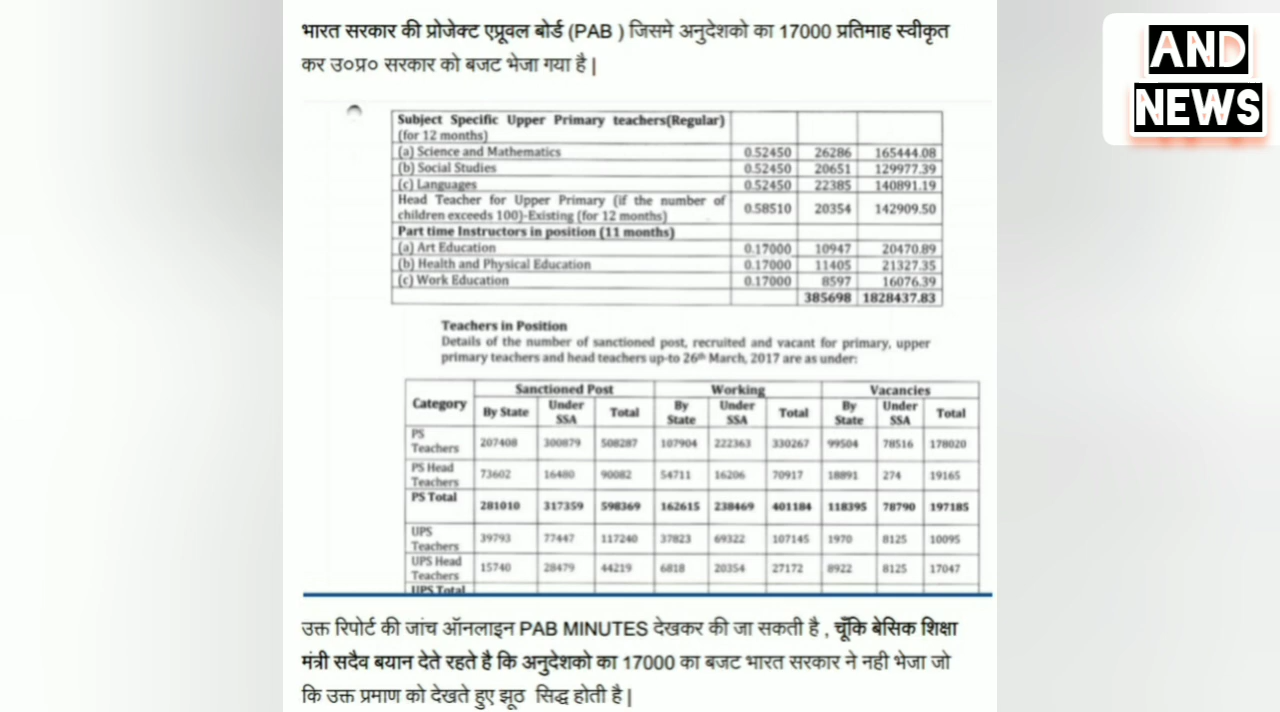 भारत सरकार की प्रोजेक्ट एप्रूवल बोर्ड (PAB ) जिसमे अनुदेशको का 17000 प्रतिमाह स्वीकृत
कर उ०प्र० सरकार को बजट भेजा गया है |
AND
NEWS
Subject Specific Upper Primary teachers(Regular)
(for 12 months)
(a) Science and Mathematics 0.52450 26286 165444.08
(b) Social Studies 0.52450 20651 129977.39
(c) Languages 0.52450 22385 140891.19
Head Teacher for Upper Primary (if the number of
children exceeds 100)-Existing (for 12 months) 0.58510 20354 142909.50
Part time Instructors in position (11 months)
(a) Art Education 0.17000 10947 20470.89
(b) Health and Physical Education 0.17000 11405 21327.35
(c) Work Education 0.17000 8597 16076.39
385698 1828437.83
Teachers in Position
Details of the number of sanctioned post, recruited and vacant for primary, upper
primary teachers and head teachers up-to 26th March, 2017 are as under:
Category Sanctioned Post Working Vacancies
By State Under SSA Total By State Under SSA Total By State Under SSA Total
PS Teachers 207408 300879 508287 107904 222363 330267 99504 78516 178020
PS Head Teachers 73602 16480 90082 54711 16206 70917 18891 274 19165
PS Total 281010 317359 598369 162615 238469 401184 118395 78790 197185
UPS Teachers 39793 77447 117240 37823 69322 107145 1970 8125 10095
UPS Head Teachers 15740 28479 44219 6818 20354 27172 8922 8125 17047
UPS Total
उक्त रिपोर्ट की जांच ऑनलाइन PAB MINUTES देखकर की जा सकती है , चूँकि बेसिक शिक्षा
मंत्री सदैव बयान देते रहते है कि अनुदेशको का 17000 का बजट भारत सरकार ने नही भेजा जो
कि उक्त प्रमाण को देखते हुए झूठ सिद्ध होती है |